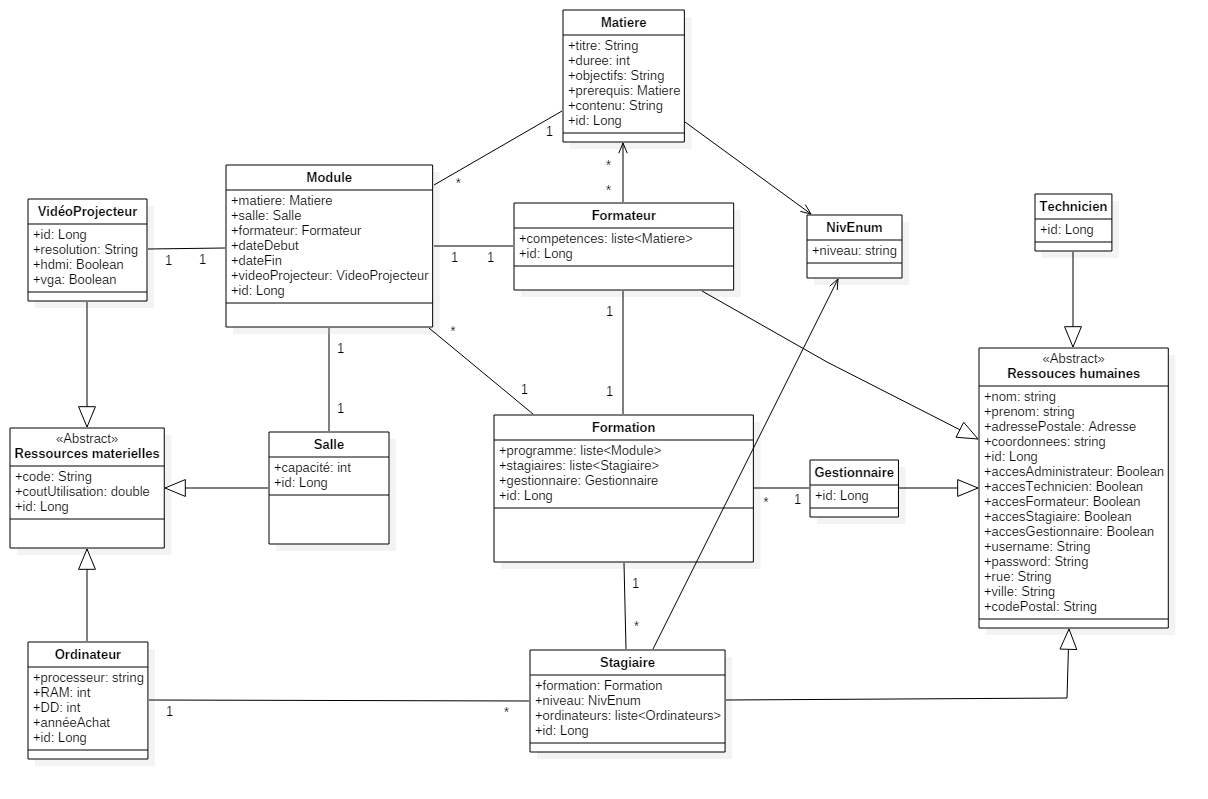 Matiere
+titre: String
+duree: int
+objectifs: String
+prerequis: Matiere
+contenu: String
+id: Long
1
*
*
*
Module
+matiere: Matiere
+salle: Salle
+formateur: Formateur
+dateDebut
+dateFin
+videoProjecteur: VideoProjecteur
+id: Long
VidéoProjecteur
+id: Long
+resolution: String
+hdmi: Boolean
+vga: Boolean
1
1
Formateur
+competences: liste<Matiere>
+id: Long
1
1
NivEnum
+niveau: string
Technicien
+id: Long
1
*
1
1
1
1
«Abstract»
Ressouces humaines
+nom: string
+prenom: string
+adressePostale: Adresse
+coordonnees: string
+id: Long
+accesAdministrateur: Boolean
+accesTechnicien: Boolean
+accesFormateur: Boolean
+accesStagiaire: Boolean
+accesGestionnaire: Boolean
+username: String
+password: String
+rue: String
+ville: String
+codePostal: String
«Abstract»
Ressources materielles
+code: String
+coutUtilisation: double
+id: Long
Salle
+capacité: int
+id: Long
Formation
+programme: liste<Module>
+stagiaires: liste<Stagiaire>
+gestionnaire: Gestionnaire
+id: Long
*
1
Gestionnaire
+id: Long
1
*
Ordinateur
+processeur: string
+RAM: int
+DD: int
+annéeAchat
+id: Long
1
*
Stagiaire
+formation: Formation
+niveau: NivEnum
+ordinateurs: liste<Ordinateurs>
+id: Long